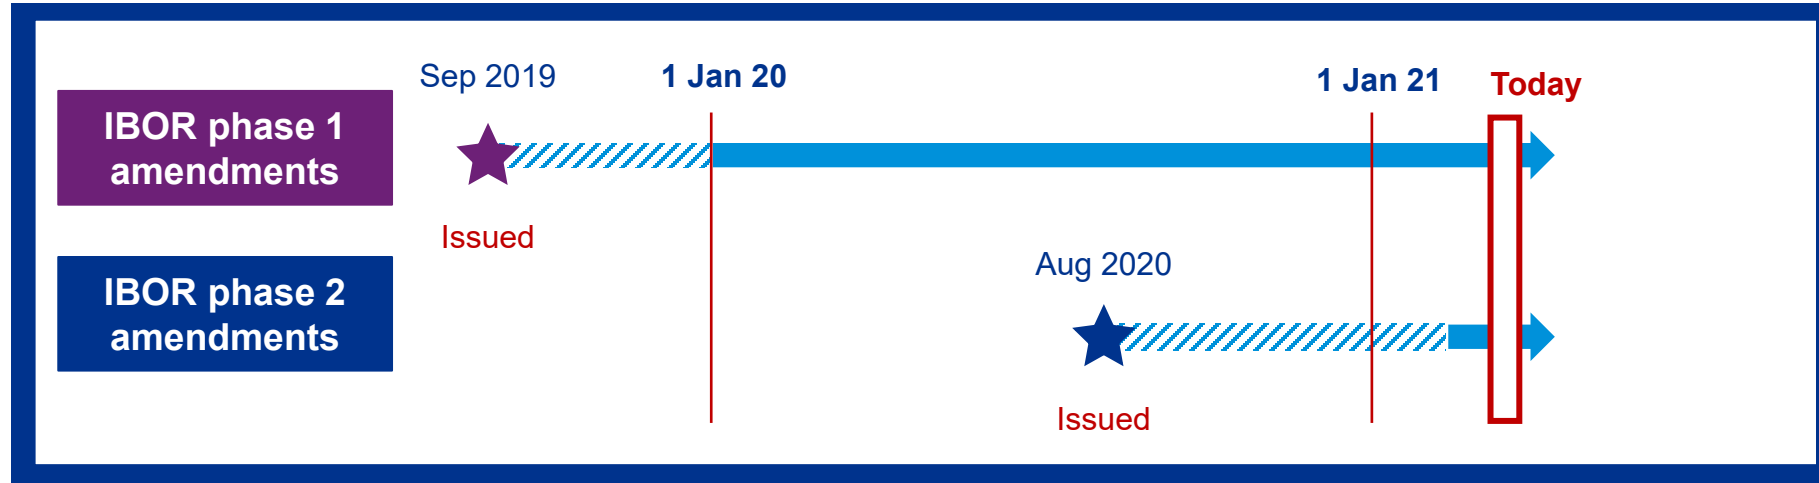 Sep 2019
1 Jan 20
1 Jan 21
Today
IBOR phase 1
amendments
Issued
Aug 2020
IBOR phase 2
amendments
Issued